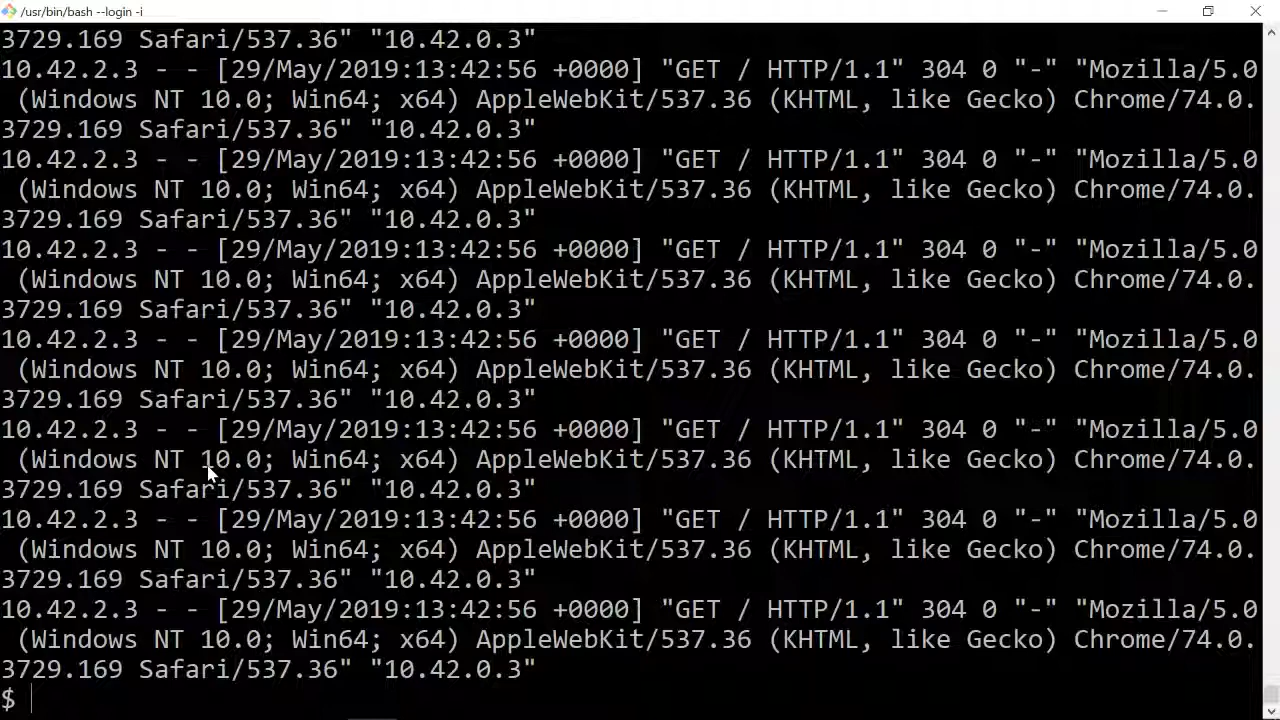 /usr/bin/bash --login -i
3729.169 Safari/537.36" "10.42.0.3"
10.42.2.3 - - [29/May/2019:13:42:56 +0000] "GET / HTTP/1.1" 304 0 "-" "Mozilla/5.0
(Windows NT 10.0; Win64; x64) AppleWebKit/537.36 (KHTML, like Gecko) Chrome/74.0.
3729.169 Safari/537.36" "10.42.0.3"
10.42.2.3 - - [29/May/2019:13:42:56 +0000] "GET / HTTP/1.1" 304 0 "-" "Mozilla/5.0
(Windows NT 10.0; Win64; x64) AppleWebKit/537.36 (KHTML, like Gecko) Chrome/74.0.
3729.169 Safari/537.36" "10.42.0.3"
10.42.2.3 - - [29/May/2019:13:42:56 +0000] "GET / HTTP/1.1" 304 0 "-" "Mozilla/5.0
(Windows NT 10.0; Win64; x64) AppleWebKit/537.36 (KHTML, like Gecko) Chrome/74.0.
3729.169 Safari/537.36" "10.42.0.3"
10.42.2.3 - - [29/May/2019:13:42:56 +0000] "GET / HTTP/1.1" 304 0 "-" "Mozilla/5.0
(Windows NT 10.0; Win64; x64) AppleWebKit/537.36 (KHTML, like Gecko) Chrome/74.0.
3729.169 Safari/537.36" "10.42.0.3"
10.42.2.3 - - [29/May/2019:13:42:56 +0000] "GET / HTTP/1.1" 304 0 "-" "Mozilla/5.0
(Windows NT 10.0; Win64; x64) AppleWebKit/537.36 (KHTML, like Gecko) Chrome/74.0.
3729.169 Safari/537.36" "10.42.0.3"
10.42.2.3 - - [29/May/2019:13:42:56 +0000] "GET / HTTP/1.1" 304 0 "-" "Mozilla/5.0
(Windows NT 10.0; Win64; x64) AppleWebKit/537.36 (KHTML, like Gecko) Chrome/74.0.
3729.169 Safari/537.36" "10.42.0.3"
10.42.2.3 - - [29/May/2019:13:42:56 +0000] "GET / HTTP/1.1" 304 0 "-" "Mozilla/5.0
(Windows NT 10.0; Win64; x64) AppleWebKit/537.36 (KHTML, like Gecko) Chrome/74.0.
3729.169 Safari/537.36" "10.42.0.3"
$